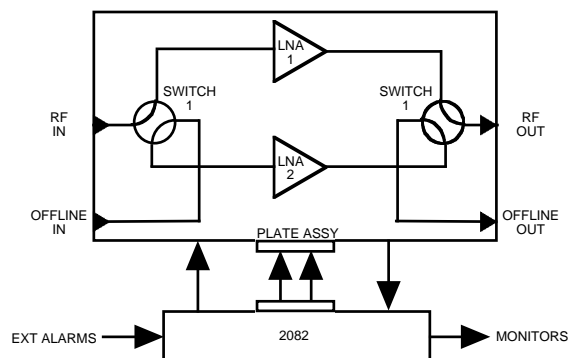 LNA
1
SWITCH
1
SWITCH
1
RF
IN
RF
OUT
LNA
2
OFFLINE
IN
OFFLINE
OUT
PLATE ASSY
EXT ALARMS
2082
MONITORS